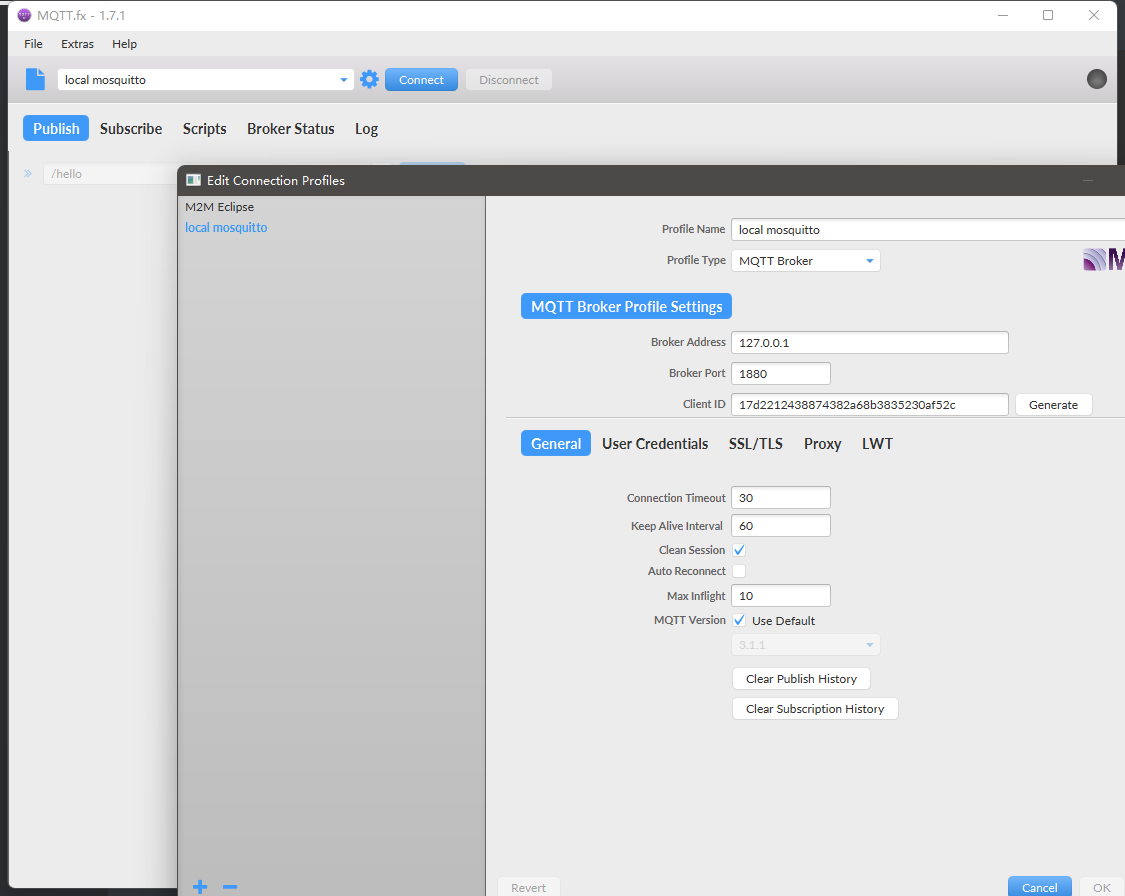 MQTT.fx - 1.7.1
File Extras Help
local mosquitto Connect Disconnect
Publish Subscribe Scripts Broker Status Log
/hello
Edit Connection Profiles
M2M Eclipse
local mosquitto
Profile Name local mosquitto
Profile Type MQTT Broker
M
MQTT Broker Profile Settings
Broker Address 127.0.0.1
Broker Port 1880
Client ID 17d2212438874382a68b3835230af52c Generate
General User Credentials SSL/TLS Proxy LWT
Connection Timeout 30
Keep Alive Interval 60
Clean Session
Auto Reconnect
Max Inflight 10
MQTT Version Use Default
3.1.1
Clear Publish History
Clear Subscription History
Revert Cancel OK